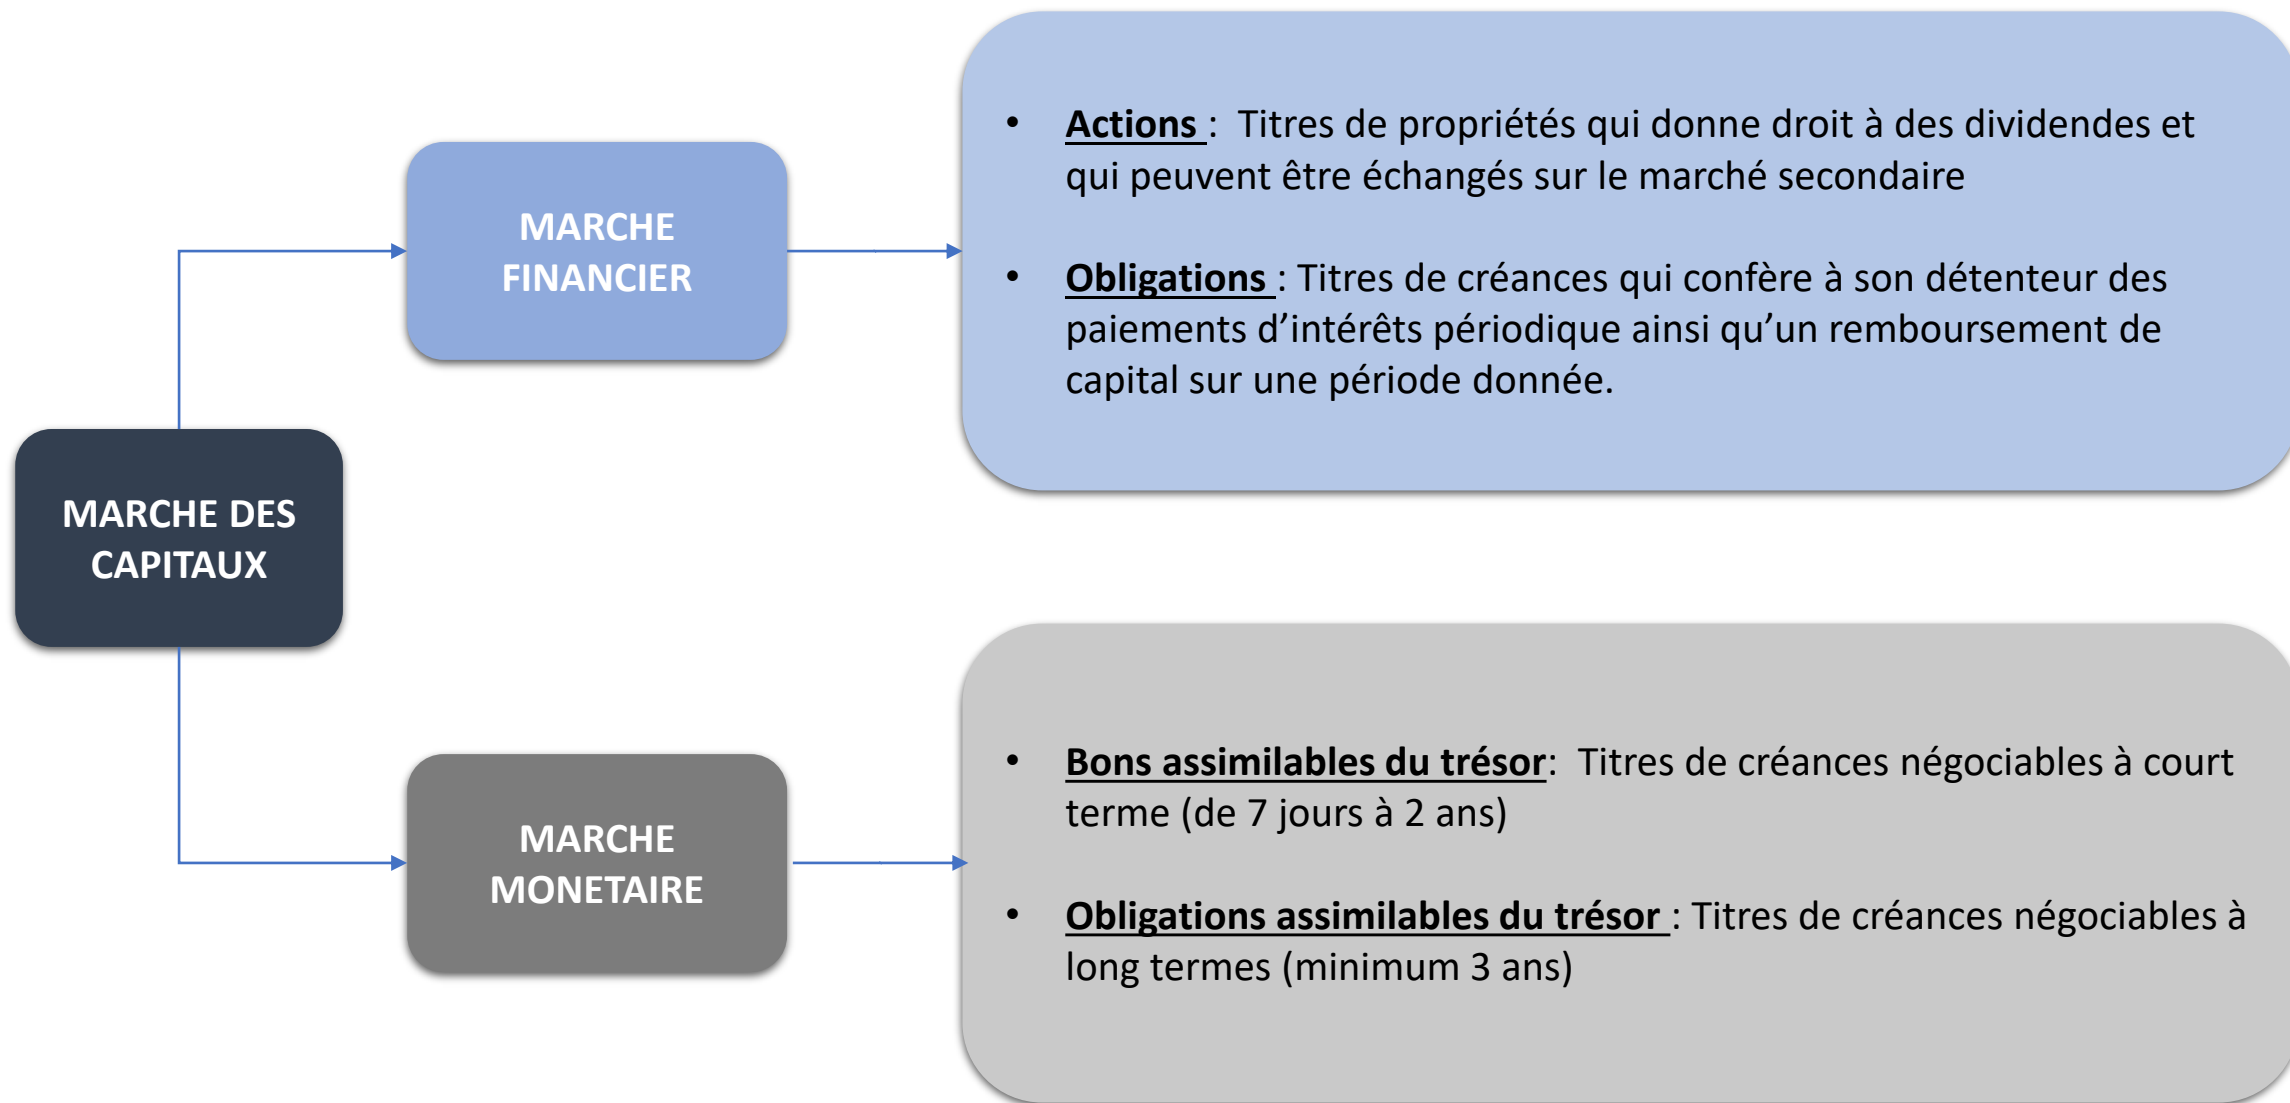 MARCHE DES
CAPITAUX
MARCHE
FINANCIER
• Actions : Titres de propriétés qui donne droit à des dividendes et
qui peuvent être échangés sur le marché secondaire
• Obligations : Titres de créances qui confère à son détenteur des
paiements d’intérêts périodique ainsi qu’un remboursement de
capital sur une période donnée.
MARCHE
MONETAIRE
• Bons assimilables du trésor: Titres de créances négociables à court
terme (de 7 jours à 2 ans)
• Obligations assimilables du trésor : Titres de créances négociables à
long termes (minimum 3 ans)